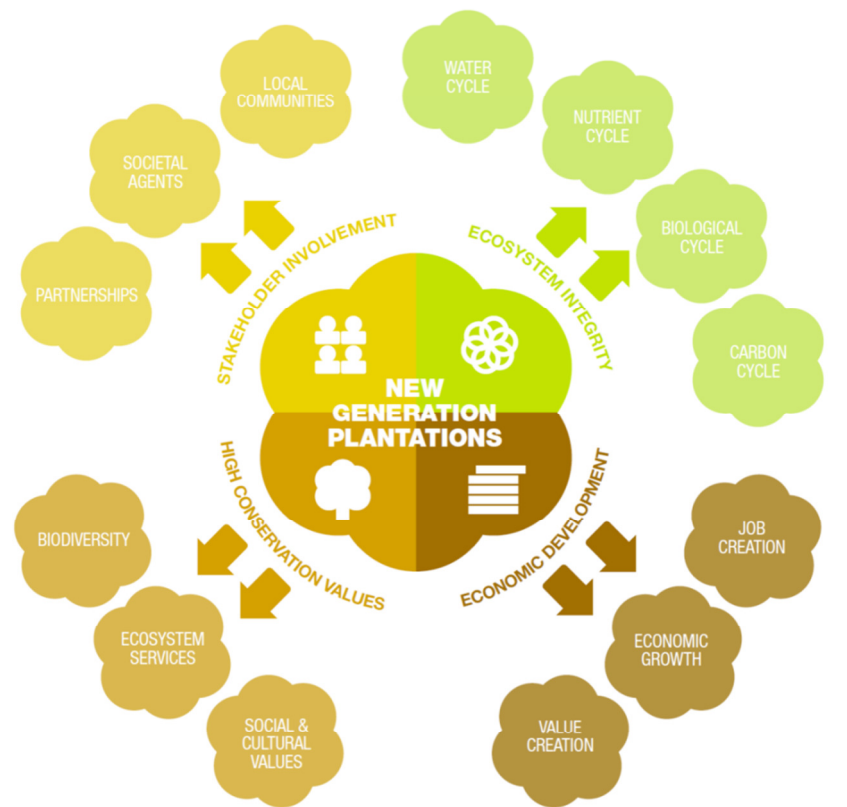 LOCAL
COMMUNITIES
SOCIETAL
AGENTS
PARTNERSHIPS
WATER
CYCLE
NUTRIENT
CYCLE
BIOLOGICAL
CYCLE
CARBON
CYCLE
STAKEHOLDER INVOLVEMENT
ECOSYSTEM INTEGRITY
NEW
GENERATION
PLANTATIONS
HIGH CONSERVATION VALUES
ECONOMIC DEVELOPMENT
BIODIVERSITY
ECOSYSTEM
SERVICES
SOCIAL &
CULTURAL
VALUES
JOB
CREATION
ECONOMIC
GROWTH
VALUE
CREATION